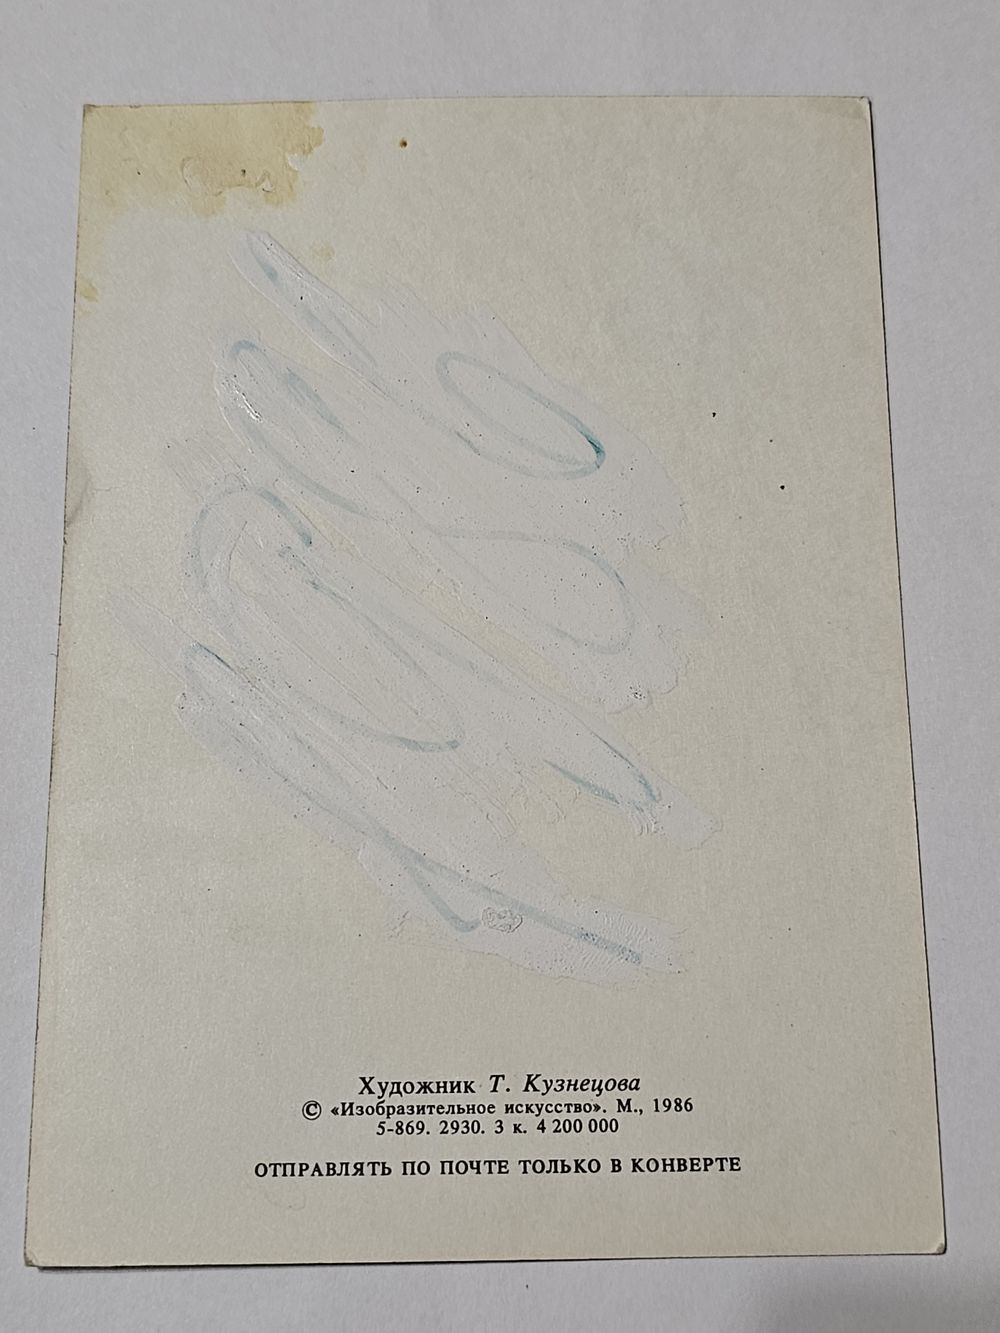 Художник Т. Кузнецова
© «Изобразительное искусство». М., 1986
5-869. 2930. 3 к. 4 200 000
ОТПРАВЛЯТЬ ПО ПОЧТЕ ТОЛЬКО В КОНВЕРТЕ